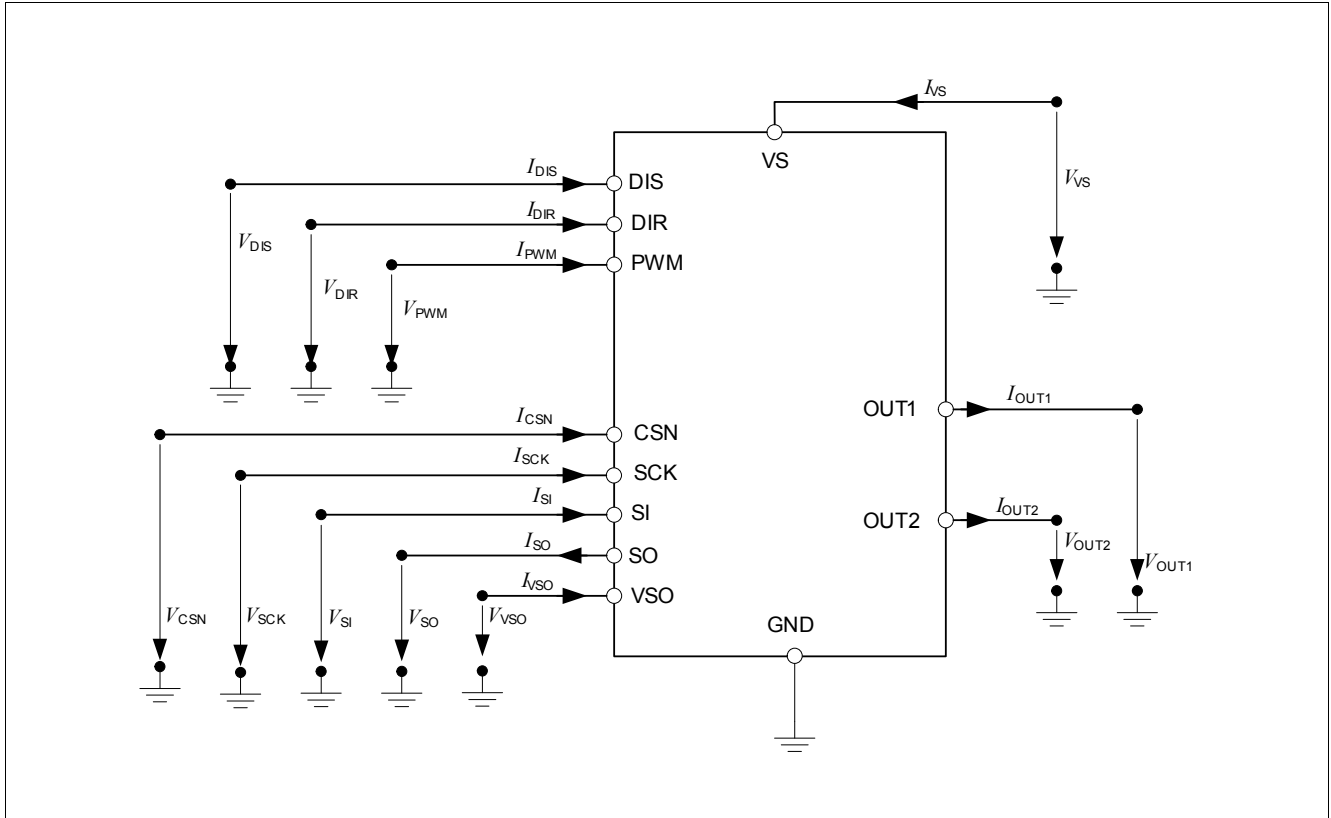 I_VS
VS
V_VS
I_DIS
DIS
I_DIR
DIR
V_DIS
I_PWM
PWM
V_DIR
V_PWM
OUT1
I_OUT1
I_CSN
CSN
I_SCK
SCK
I_SI
SI
OUT2
I_OUT2
I_SO
SO
V_OUT2
V_OUT1
I_VSO
VSO
V_CSN
V_SCK
V_SI
V_SO
V_VSO
GND